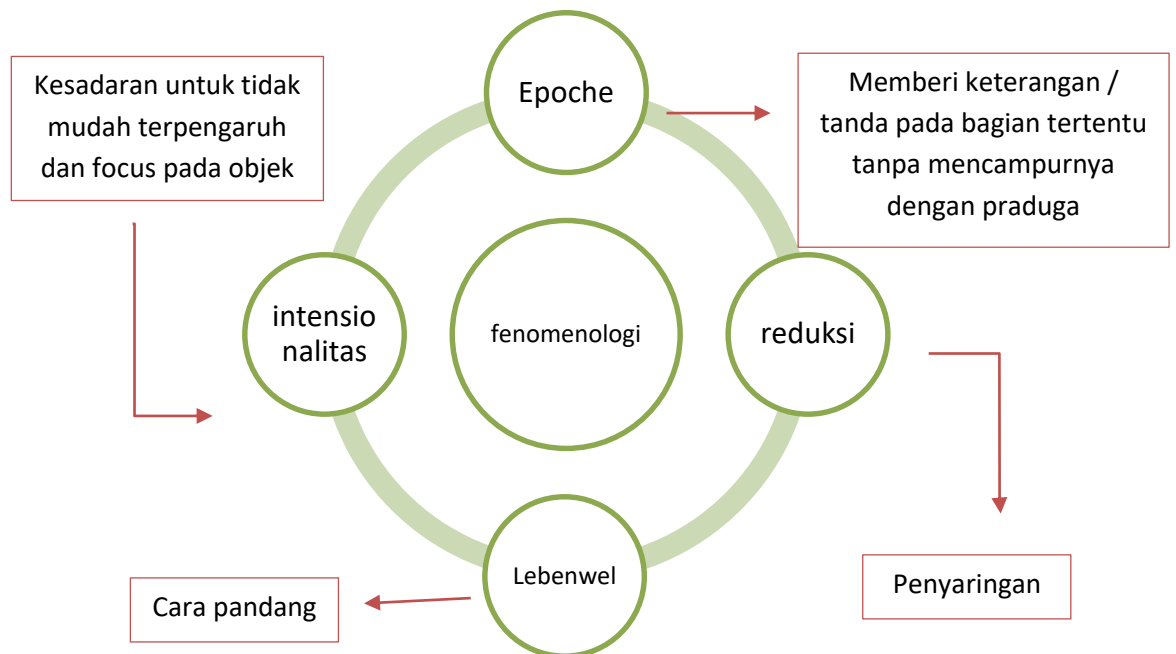 Epoche
Kesadaran untuk tidak
mudah terpengaruh
dan focus pada objek
Memberi keterangan /
tanda pada bagian tertentu
tanpa mencampurnya
dengan praduga
intensio
nalitas
fenomenologi
reduksi
Lebenwel
Cara pandang
Penyaringan